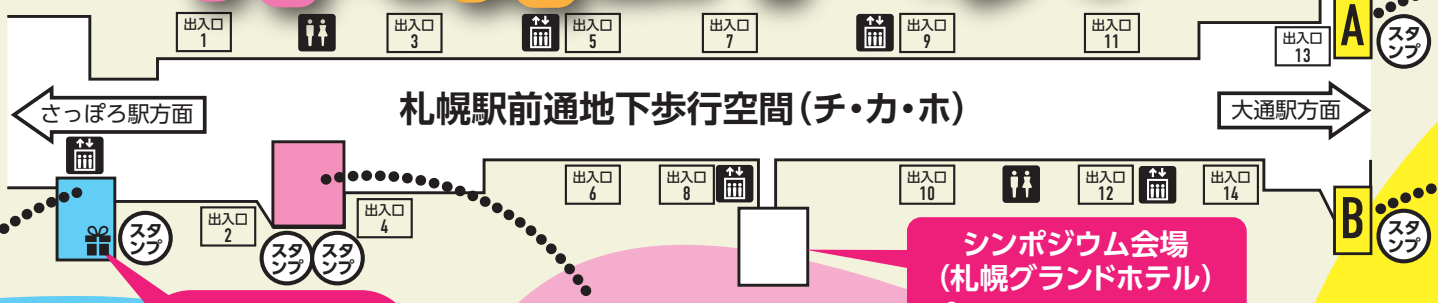 出入口
1
出入口
3
出入口
5
出入口
7
出入口
9
出入口
11
出入口
13
A
スタ
ンプ
さっぽろ駅方面
札幌駅前通地下歩行空間(チ・カ・ホ)
大通駅方面
スタ
ンプ
出入口
2
スタ
ンプ
スタ
ンプ
出入口
4
出入口
6
出入口
8
出入口
10
出入口
12
出入口
14
B
スタ
ンプ
シンポジウム会場
(札幌グランドホテル)